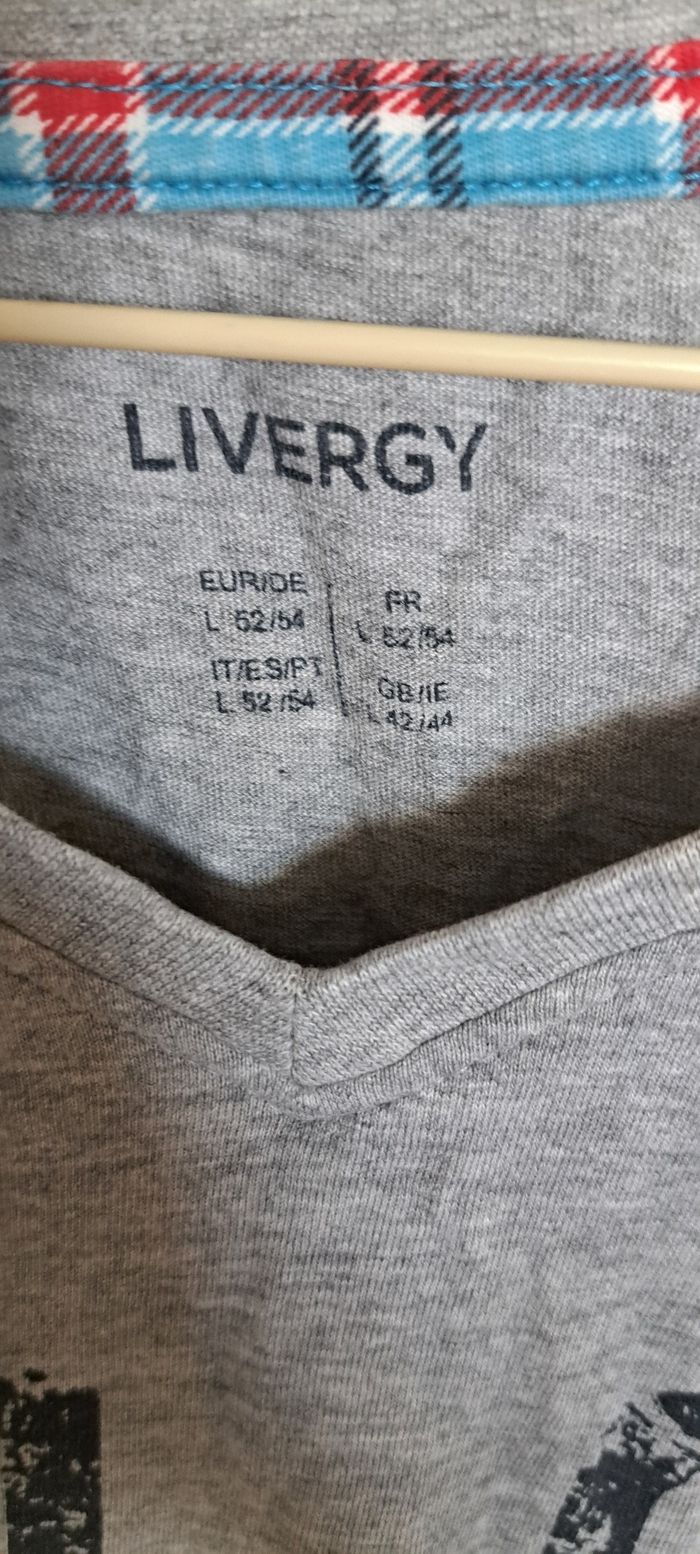 LIVERGY
EUR/DE
L 52/54
FR
L 52/54
IT/ES/PT
L 52/54
GB/IE
L 42/44